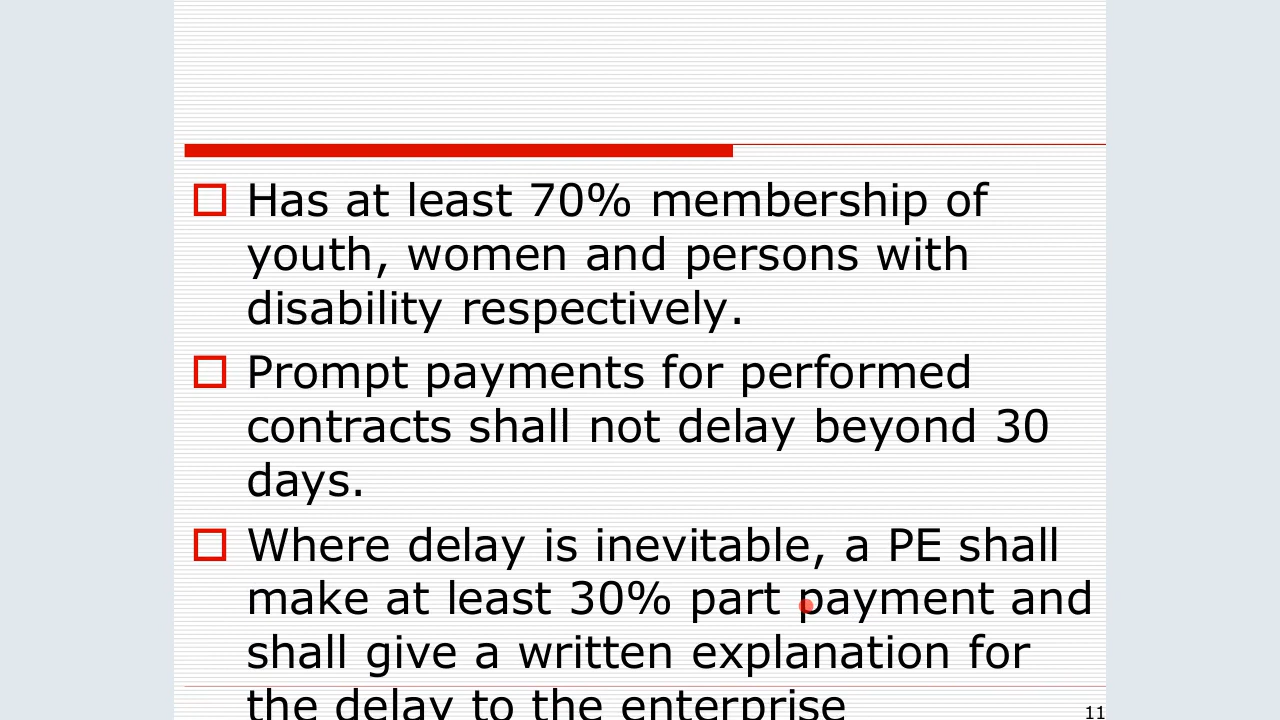 Has at least 70% membership of
youth, women and persons with
disability respectively.
Prompt payments for performed
contracts shall not delay beyond 30
days.
Where delay is inevitable, a PE shall
make at least 30% part payment and
shall give a written explanation for
the delay to the enterprise
11